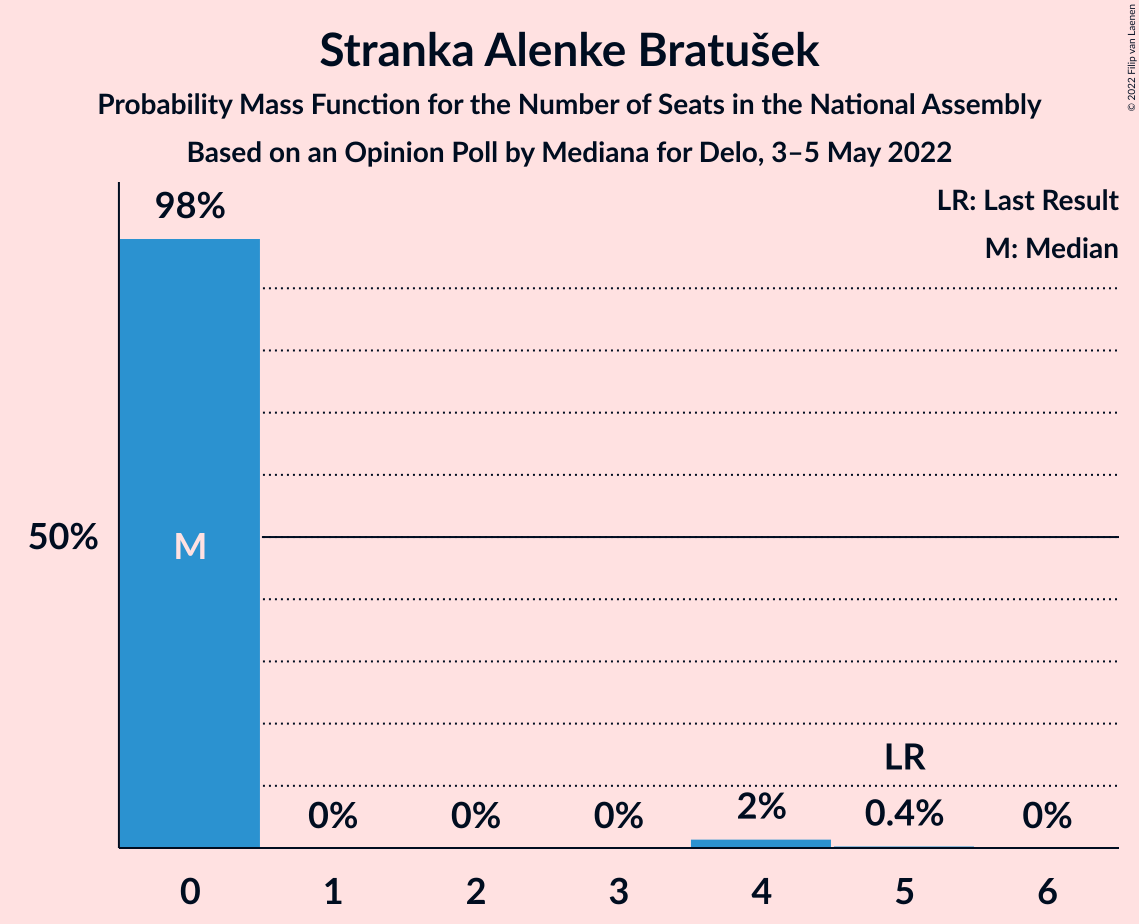 Stranka Alenke Bratušek
Probability Mass Function for the Number of Seats in the National Assembly
Based on an Opinion Poll by Mediana for Delo, 3–5 May 2022
© 2022 Filip van Laenen
LR: Last Result
M: Median
98%
50%
M
LR
0%
0%
0%
2%
0.4%
0%
0
1
2
3
4
5
6